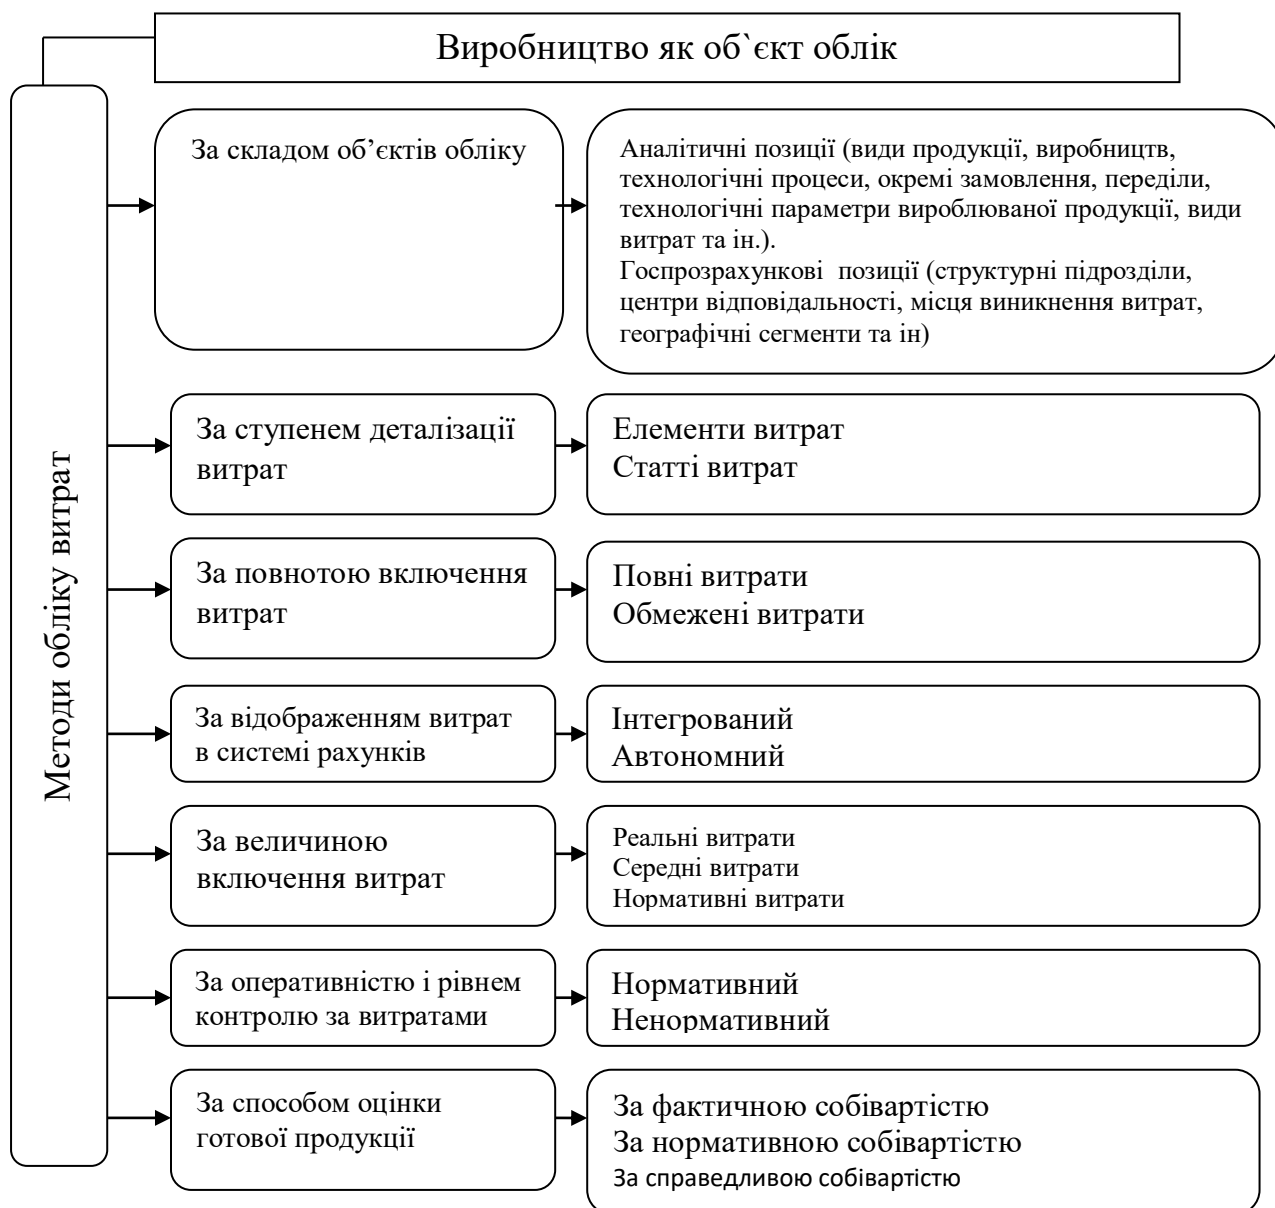 Виробництво як об`єкт облік
Методи обліку витрат
За складом об’єктів обліку
Аналітичні позиції (види продукції, виробництв,
технологічні процеси, окремі замовлення, переділи,
технологічні параметри вироблюваної продукції, види
витрат та ін.).
Госпрозрахункові позиції (структурні підрозділи,
центри відповідальності, місця виникнення витрат,
географічні сегменти та ін)
За ступенем деталізації
витрат
Елементи витрат
Статті витрат
За повнотою включення
витрат
Повні витрати
Обмежені витрати
За відображенням витрат
в системі рахунків
Інтегрований
Автономний
За величиною
включення витрат
Реальні витрати
Середні витрати
Нормативні витрати
За оперативністю і рівнем
контролю за витратами
Нормативний
Ненормативний
За способом оцінки
готової продукції
За фактичною собівартістю
За нормативною собівартістю
За справедливою собівартістю